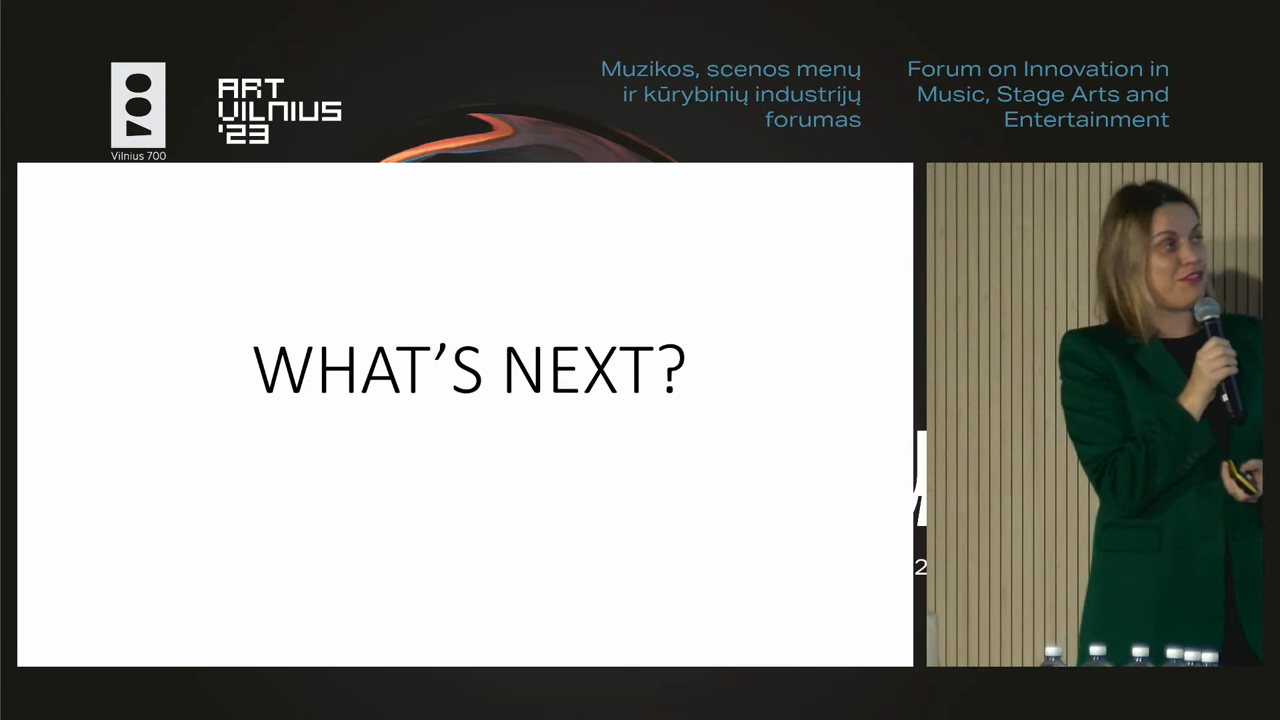 Vilnius 700
ART
VILNIUS
'23
Muzikos, scenos menų
ir kūrybinių industrijų
forumas
Forum on Innovation in
Music, Stage Arts and
Entertainment
WHAT'S NEXT?
2